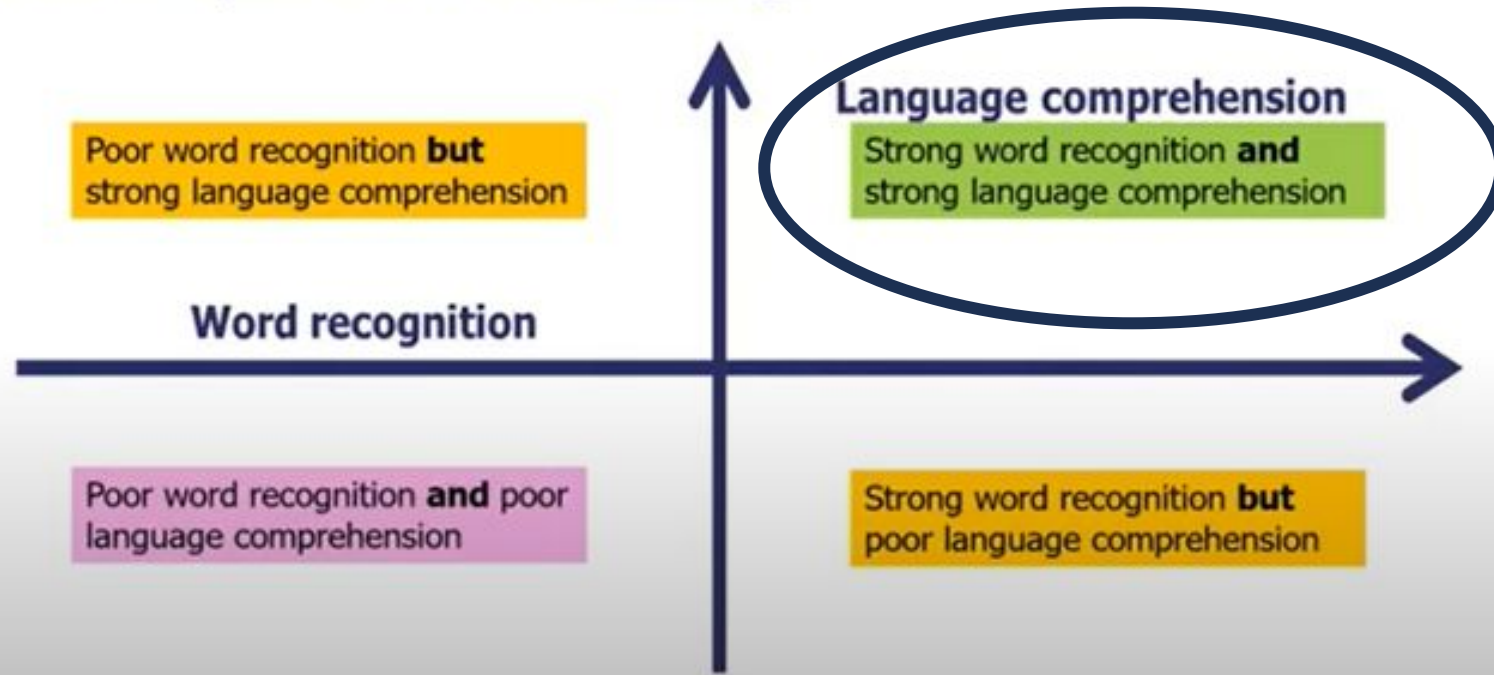 Language comprehension
Poor word recognition but
strong language comprehension
Strong word recognition and
strong language comprehension
Word recognition
Poor word recognition and poor
language comprehension
Strong word recognition but
poor language comprehension